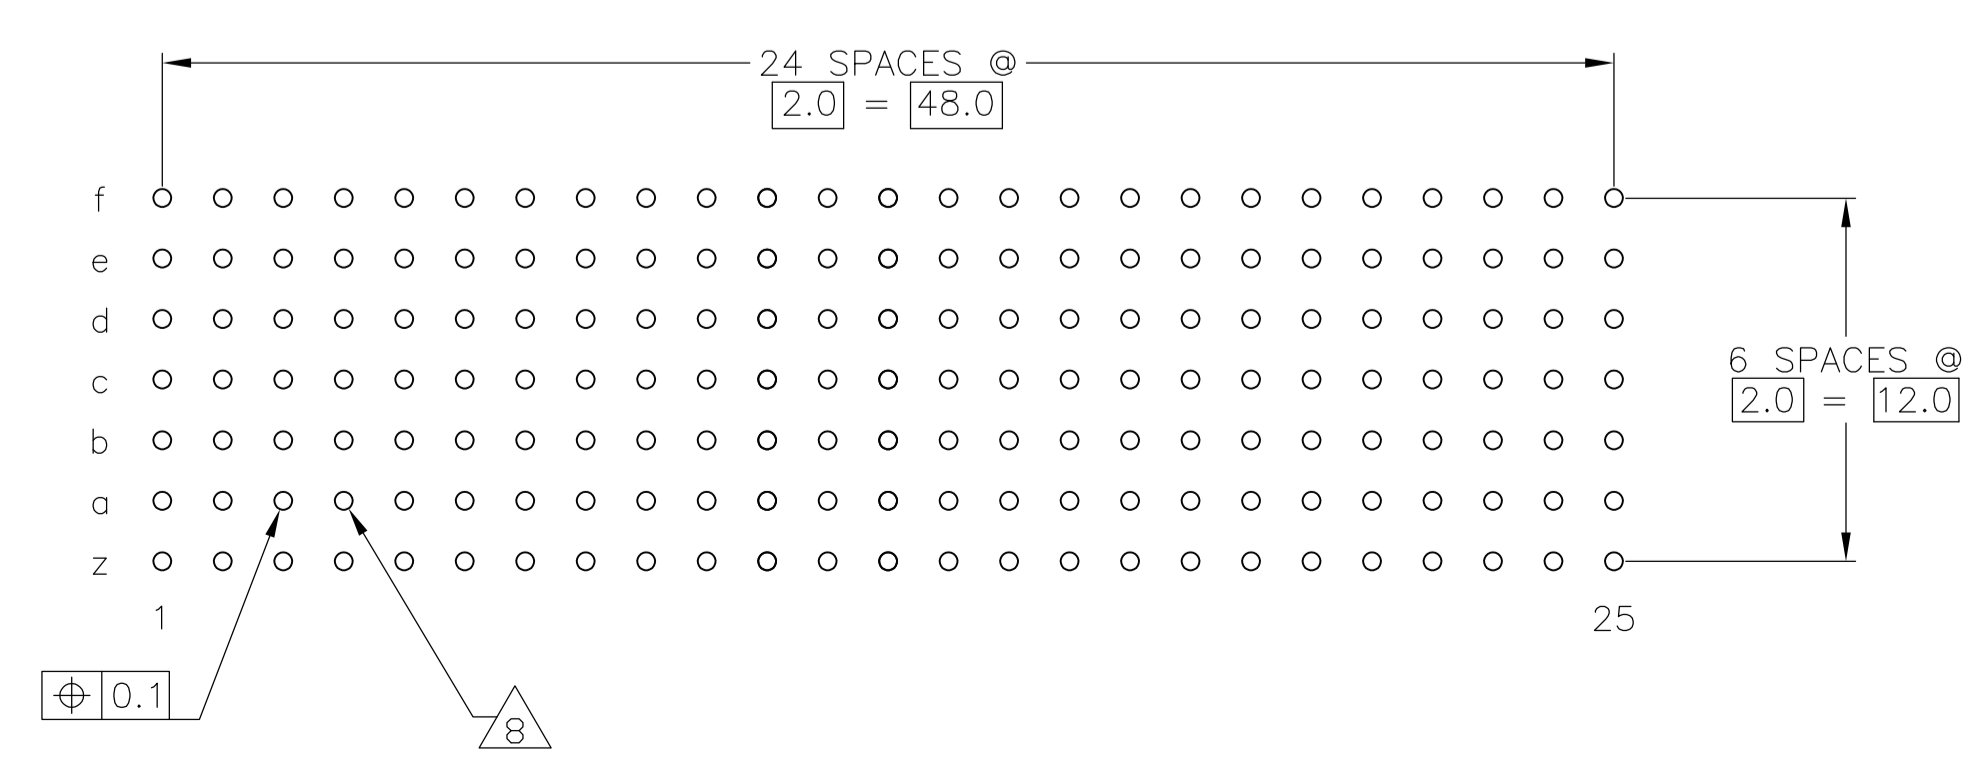 24 SPACES @
2.0 = 48.0
f
e
d
c
b
a
z
6 SPACES @
2.0 = 12.0
1
25
⌖ 0.1
8